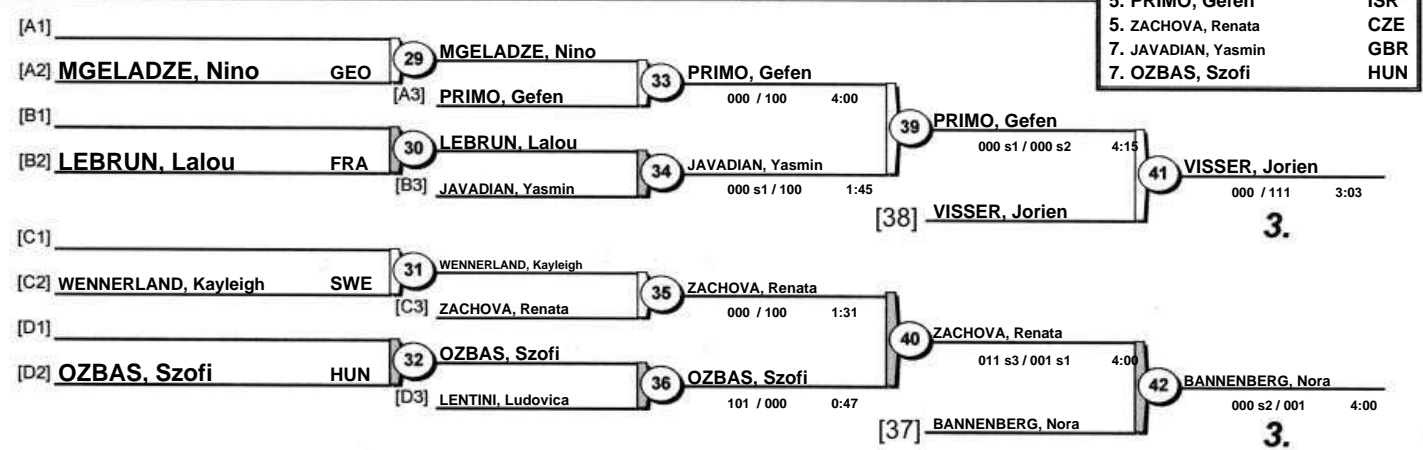 5. PRIMO, Gefen ISR
5. ZACHOVA, Renata CZE
7. JAVADIAN, Yasmin GBR
7. OZBAS, Szofi HUN
[A1]
[A2] MGELADZE, Nino GEO
29
MGELADZE, Nino
[A3] PRIMO, Gefen
33
PRIMO, Gefen
000 / 100 4:00
[B1]
[B2] LEBRUN, Lalou FRA
30
LEBRUN, Lalou
[B3] JAVADIAN, Yasmin
34
JAVADIAN, Yasmin
000 s1 / 100 1:45
39
PRIMO, Gefen
000 s1 / 000 s2 4:15
[38] VISSER, Jorien
41
VISSER, Jorien
000 / 111 3:03
3.
[C1]
[C2] WENNERLAND, Kayleigh SWE
31
WENNERLAND, Kayleigh
[C3] ZACHOVA, Renata
35
ZACHOVA, Renata
000 / 100 1:31
[D1]
[D2] OZBAS, Szofi HUN
32
OZBAS, Szofi
[D3] LENTINI, Ludovica
36
OZBAS, Szofi
101 / 000 0:47
40
ZACHOVA, Renata
011 s3 / 001 s1 4:00
[37] BANNENBERG, Nora
42
BANNENBERG, Nora
000 s2 / 001 4:00
3.